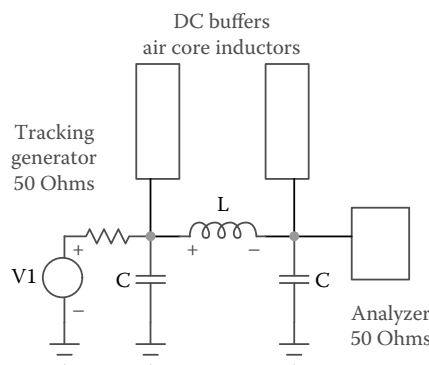 DC buffers
air core inductors
Tracking
generator
50 Ohms
L
+
+
−
V1
C
C
−
Analyzer
50 Ohms